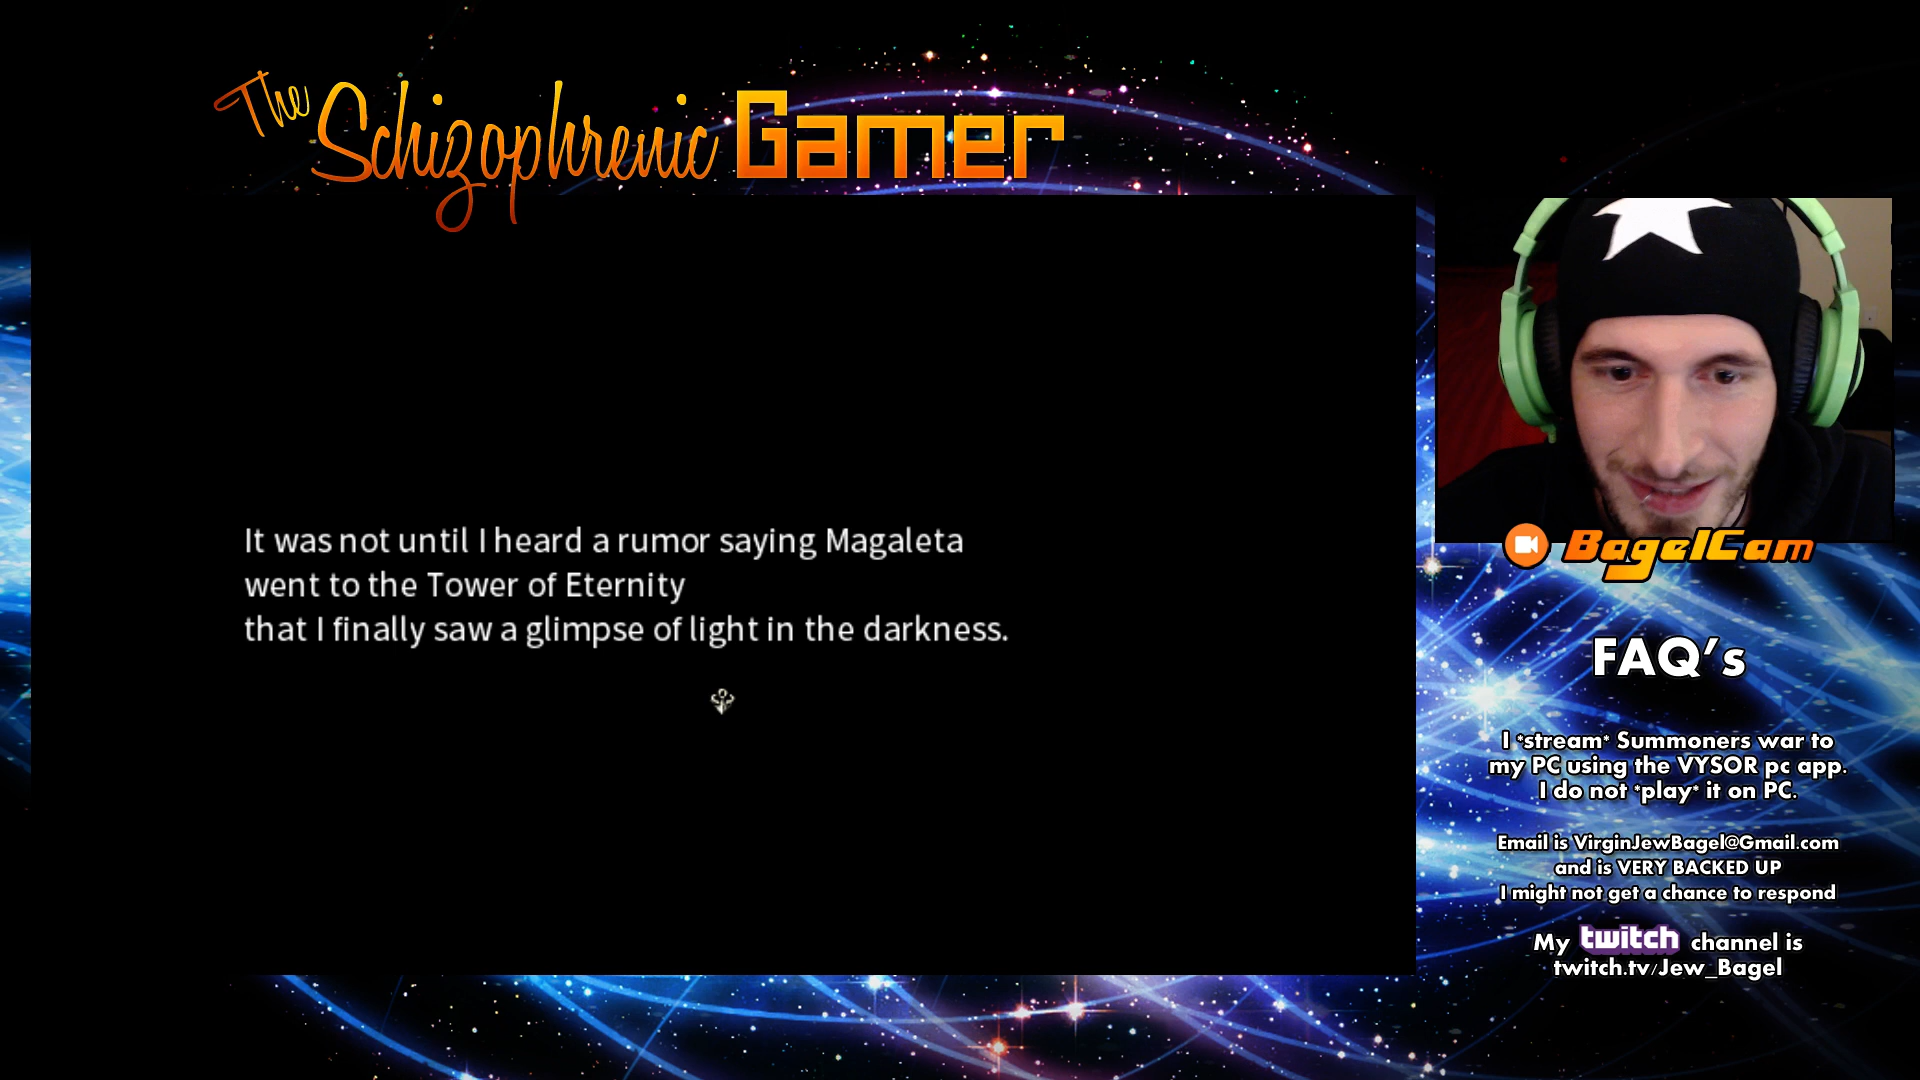 The Schizophrenic Gamer
It was not until I heard a rumor saying Magaleta
went to the Tower of Eternity
that I finally saw a glimpse of light in the darkness.
BagelCam
FAQ's
I *stream* Summoners war to
my PC using the VYSOR pc app.
I do not *play* it on PC.
Email is VirginJewBagel@Gmail.com
and is VERY BACKED UP
I might not get a chance to respond
My twitch channel is
twitch.tv/Jew_Bagel